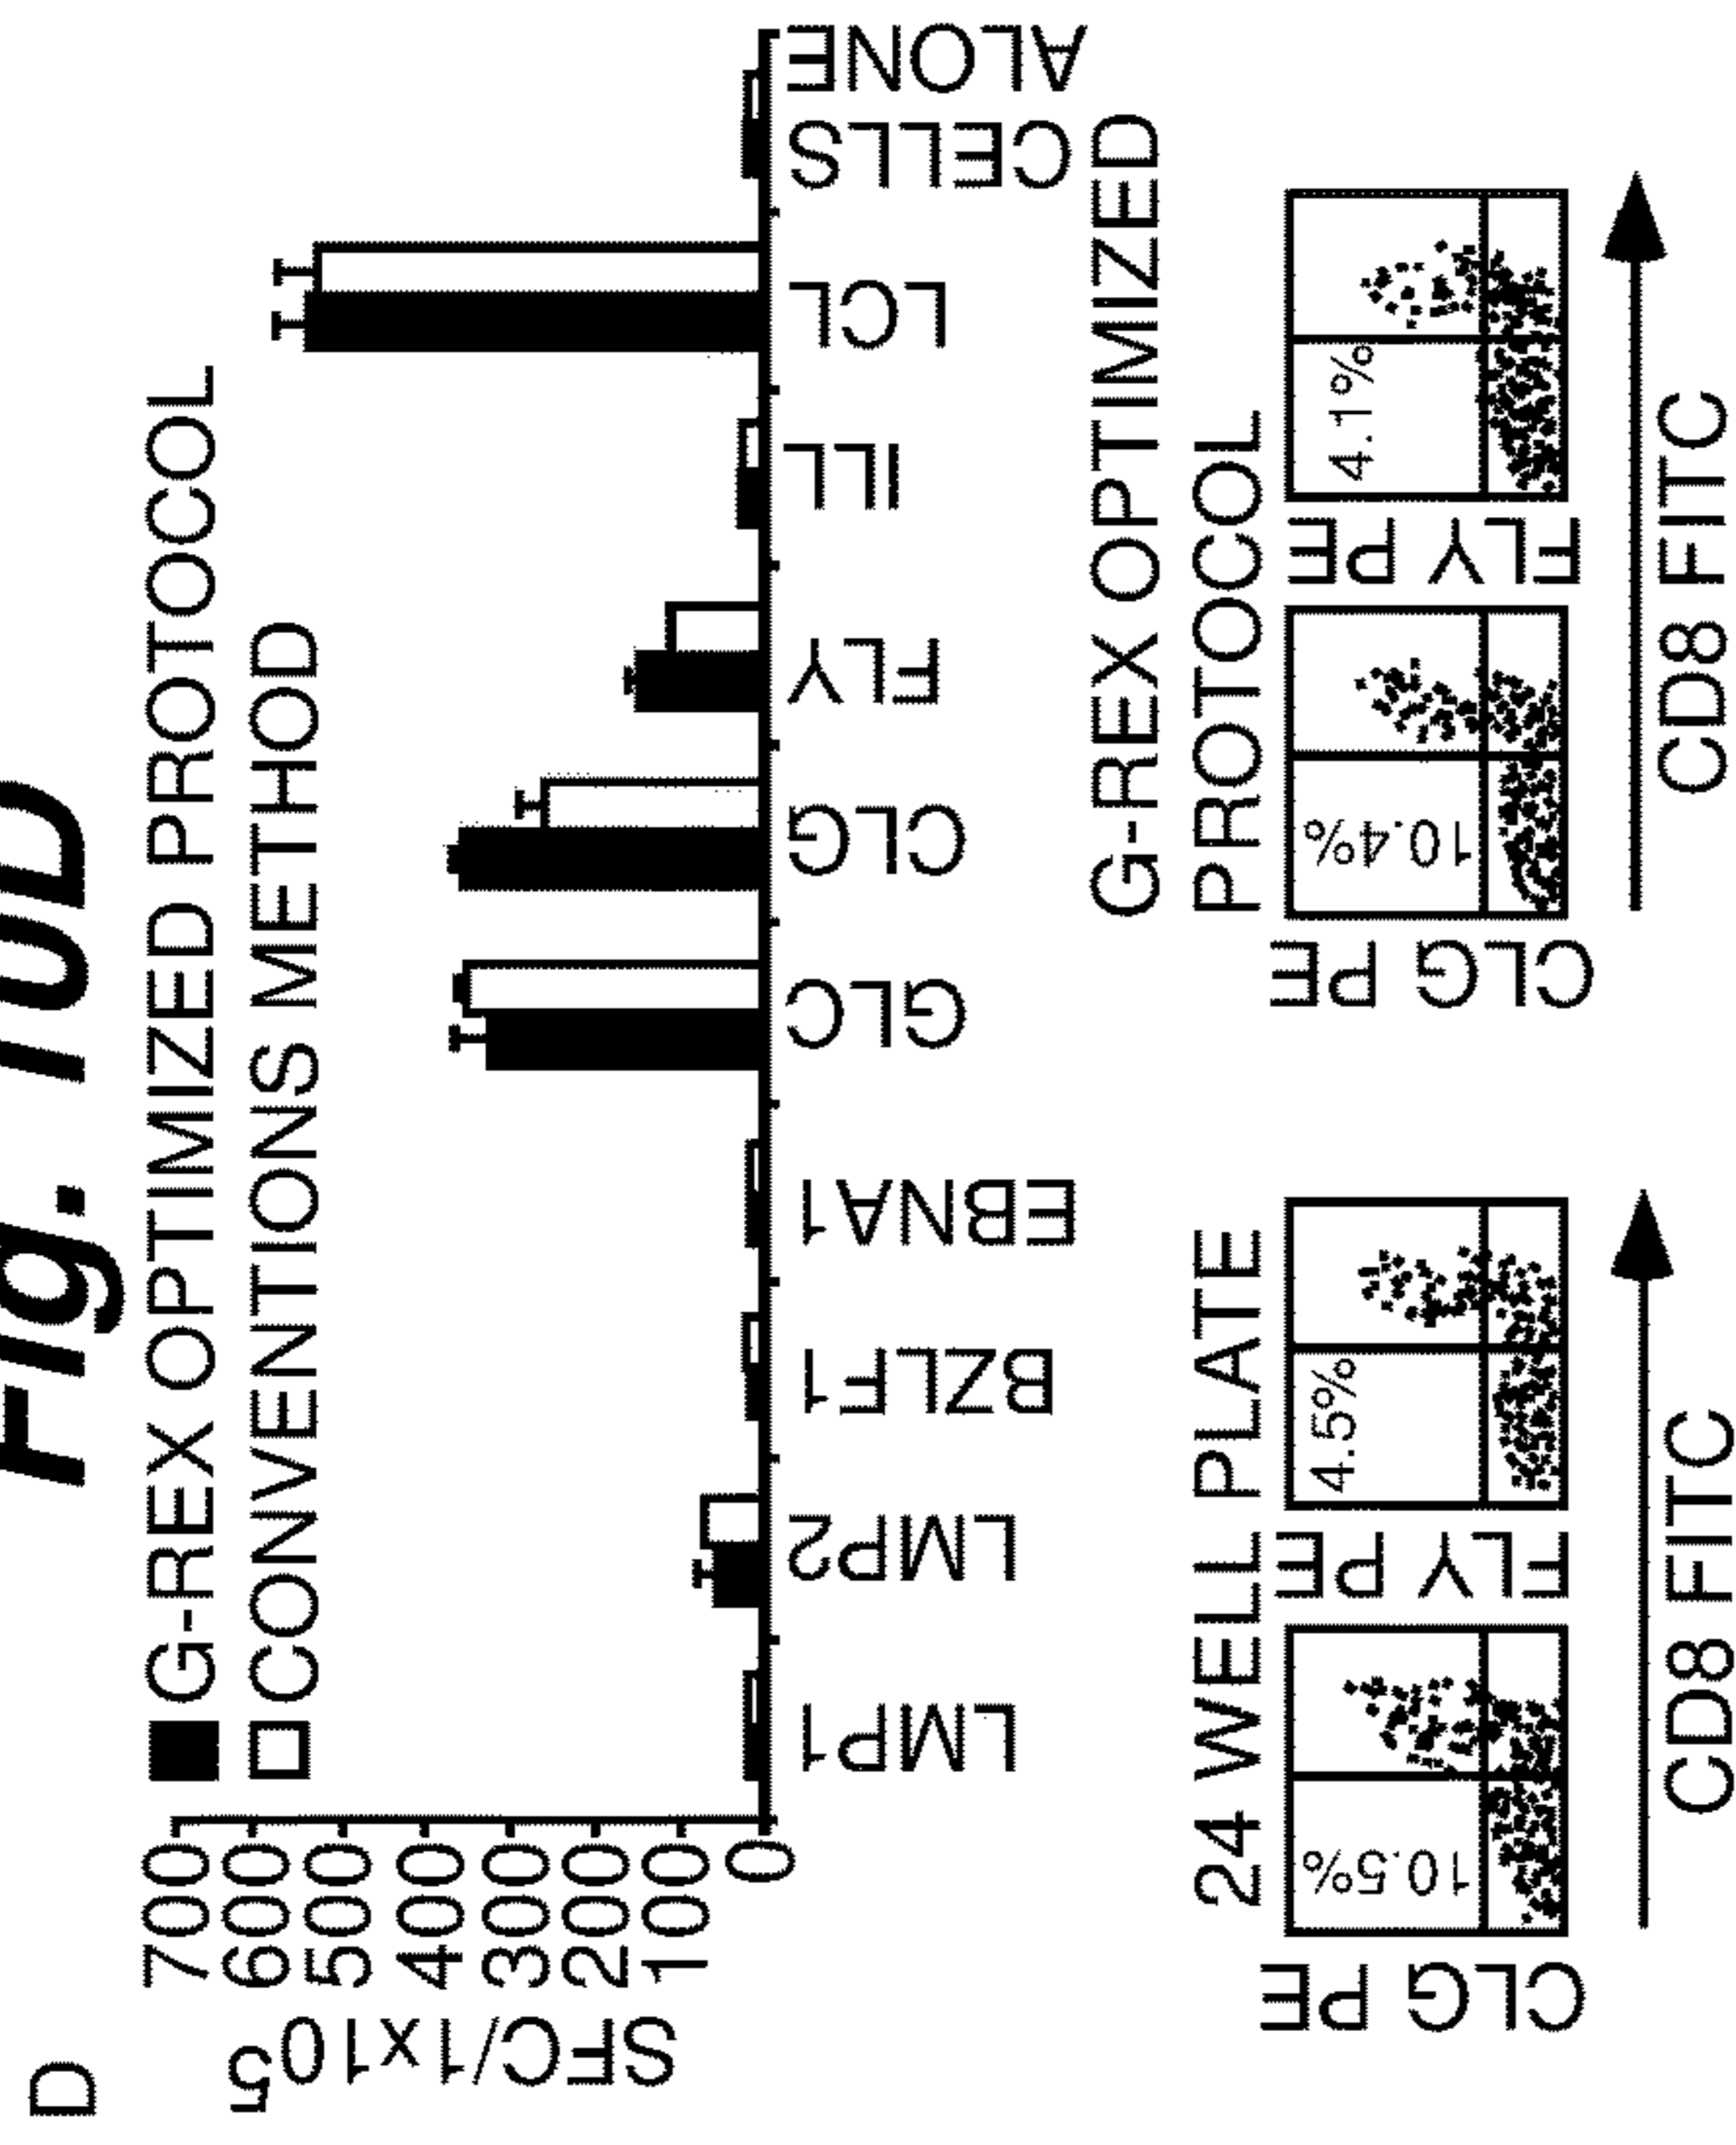 Fig. 10D
D
G-REX OPTIMIZED PROTOCOL
CONVENTIONS METHOD
SFC/1x10⁵
700
600
500
400
300
200
100
0
LMP1
LMP2
BZLF1
EBNA1
GLC
CLG
FLY
ILL
LCL
CELLS
ALONE
24 WELL PLATE
CLG PE
10.5%
FLY PE
4.5%
CD8 FITC
G-REX OPTIMIZED
PROTOCOL
CLG PE
10.4%
FLY PE
4.1%
CD8 FITC